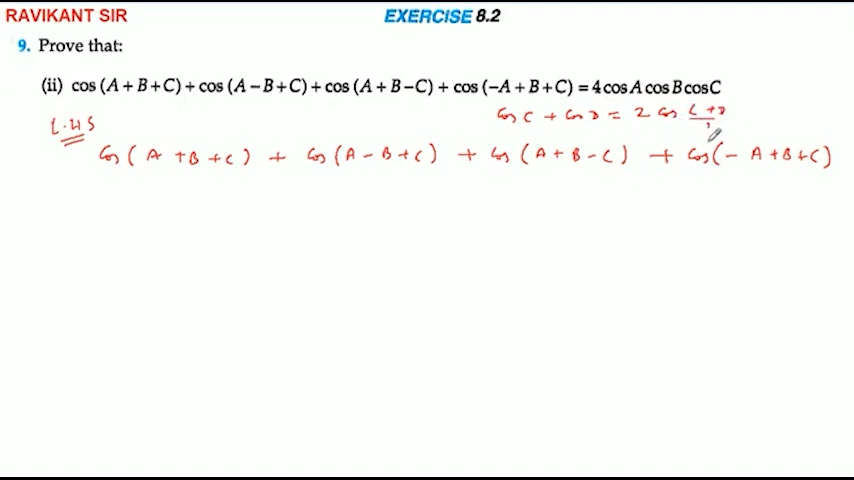 RAVIKANT SIR
EXERCISE 8.2
9. Prove that:
(ii) cos (A + B + C) + cos (A − B + C) + cos (A + B − C) + cos (−A + B + C) = 4 cos A cos B cos C
Cos C + Cos D = 2 Cos (C + D)/2
L.H.S
Cos (A + B + C) + Cos (A − B + C) + Cos (A + B − C) + Cos (− A + B + C)